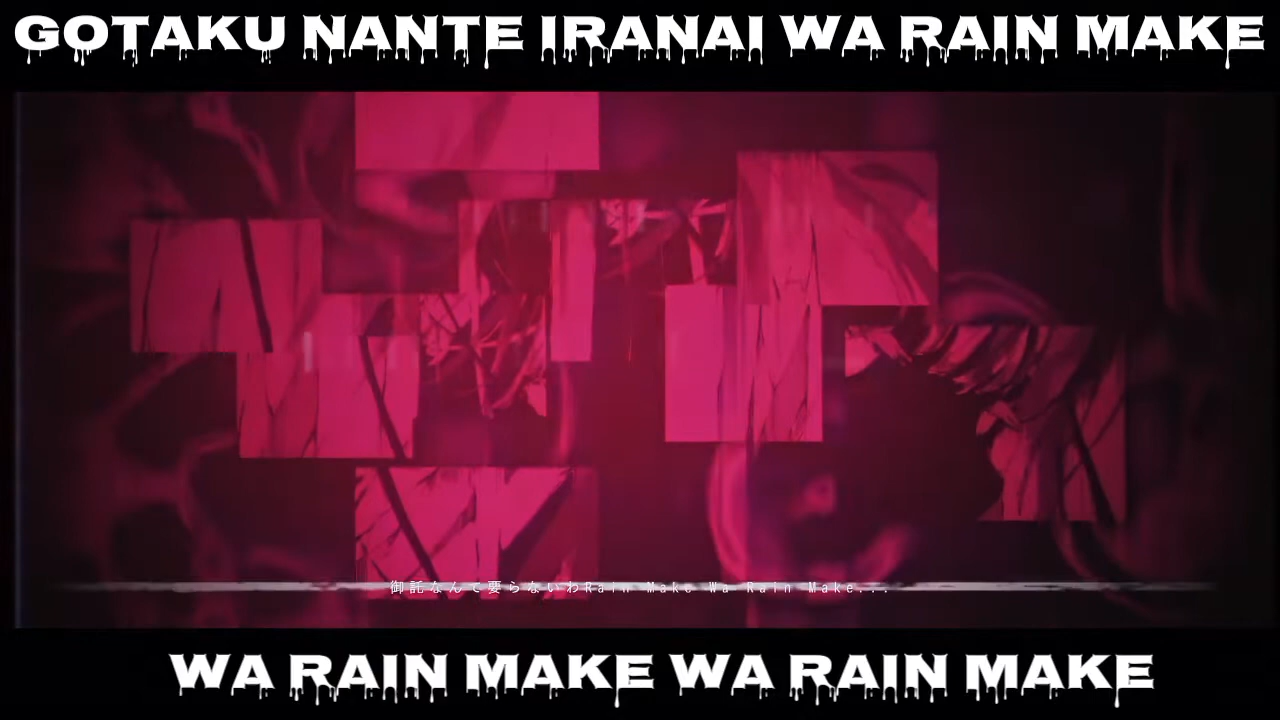 GOTAKU NANTE IRANAI WA RAIN MAKE
御託なんて要らないわRain Make Wa Rain Make...
WA RAIN MAKE WA RAIN MAKE